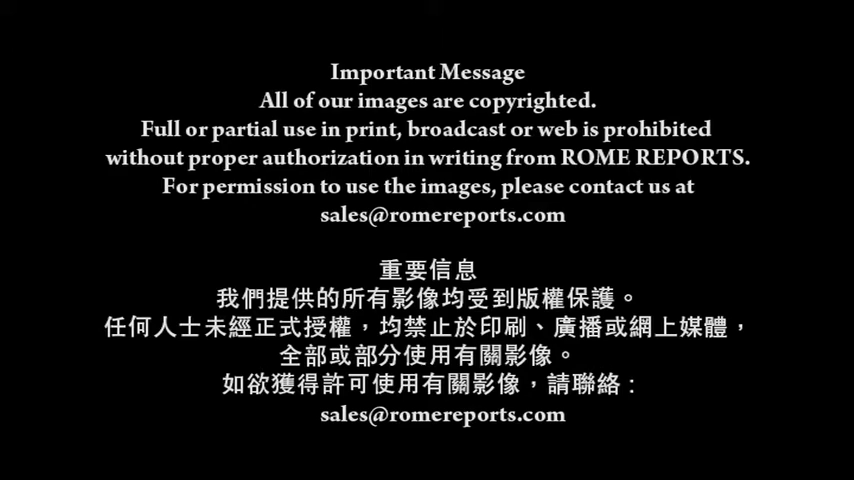 Important Message
All of our images are copyrighted.
Full or partial use in print, broadcast or web is prohibited
without proper authorization in writing from ROME REPORTS.
For permission to use the images, please contact us at
sales@romereports.com
重要信息
我們提供的所有影像均受到版權保護。
任何人士未經正式授權，均禁止於印刷、廣播或網上媒體，
全部或部分使用有關影像。
如欲獲得許可使用有關影像，請聯絡：
sales@romereports.com